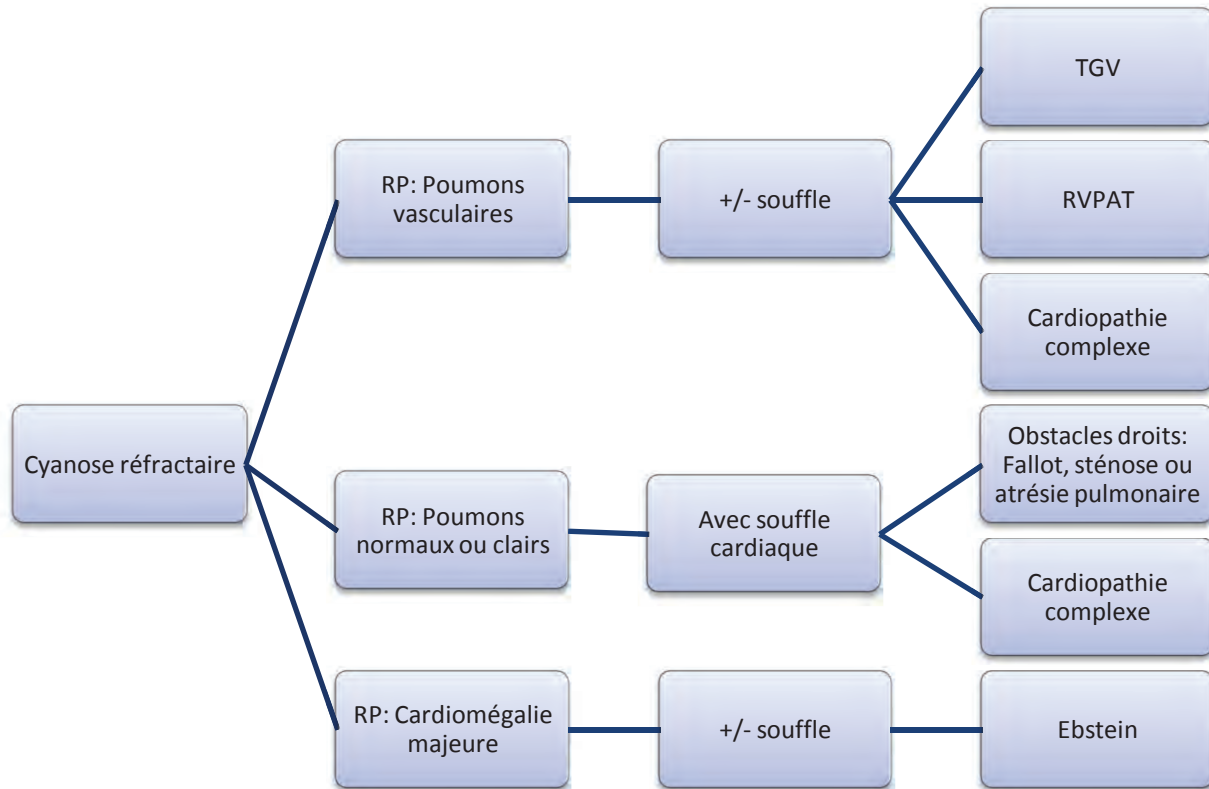 Cyanose réfractaire
RP: Poumons
vasculaires
+/- souffle
TGV
RVPAT
Cardiopathie
complexe
RP: Poumons
normaux ou clairs
Avec souffle
cardiaque
Obstacles droits:
Fallot, sténose ou
atrésie pulmonaire
Cardiopathie
complexe
RP: Cardiomégalie
majeure
+/- souffle
Ebstein